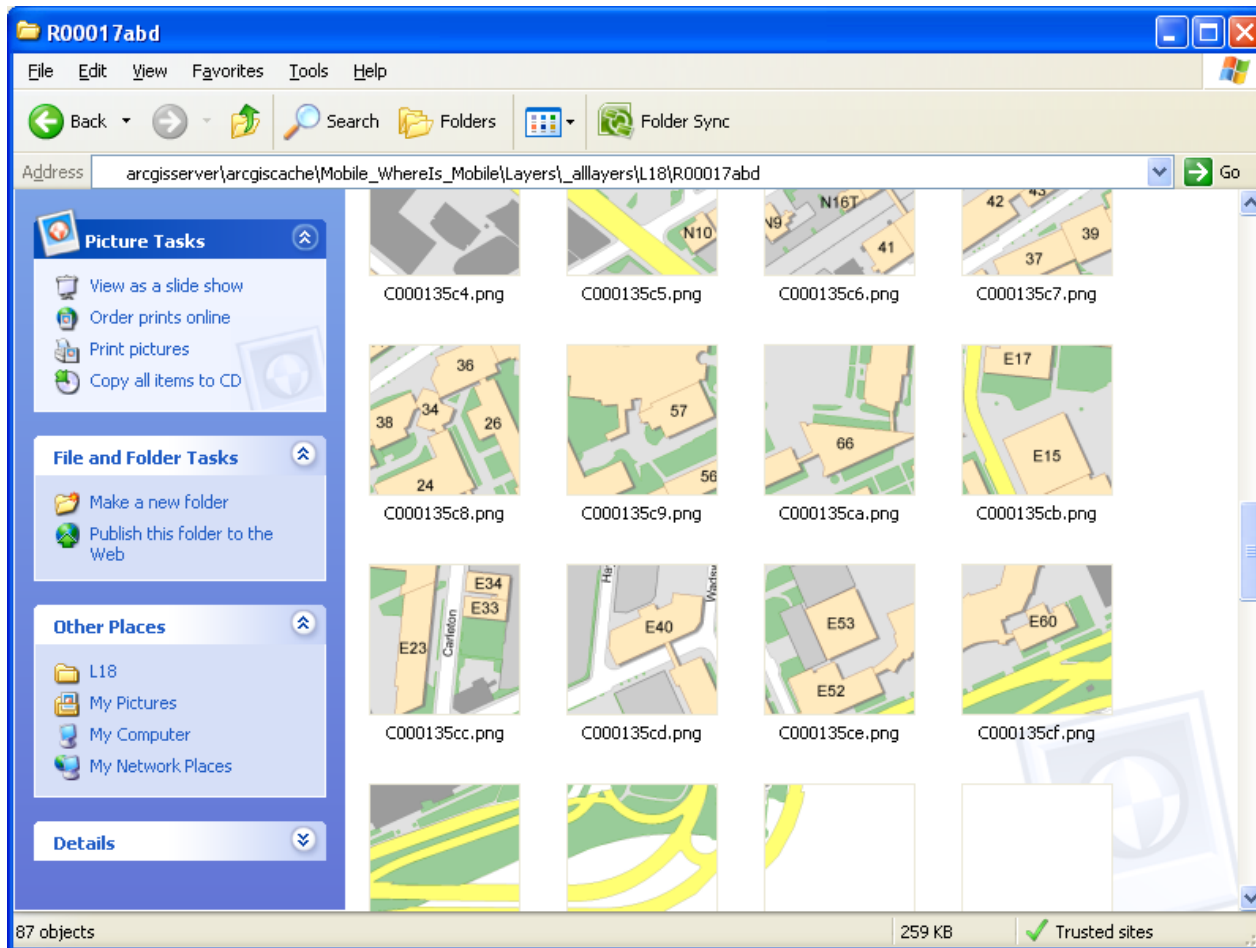 R00017abd
File Edit View Favorites Tools Help
Back Search Folders Folder Sync
Address arcgisserver\arcgiscache\Mobile_WhereIs_Mobile\Layers\_alllayers\L18\R00017abd Go
Picture Tasks
View as a slide show
Order prints online
Print pictures
Copy all items to CD
File and Folder Tasks
Make a new folder
Publish this folder to the
Web
Other Places
L18
My Pictures
My Computer
My Network Places
Details
N10 N9 N16T 41 42 43 39 37
C000135c4.png C000135c5.png C000135c6.png C000135c7.png
36 38 34 26 24 57 56 66 E17 E15
C000135c8.png C000135c9.png C000135ca.png C000135cb.png
E34 E33 E23 Carleton E40 E53 E52 E60
C000135cc.png C000135cd.png C000135ce.png C000135cf.png
87 objects 259 KB Trusted sites